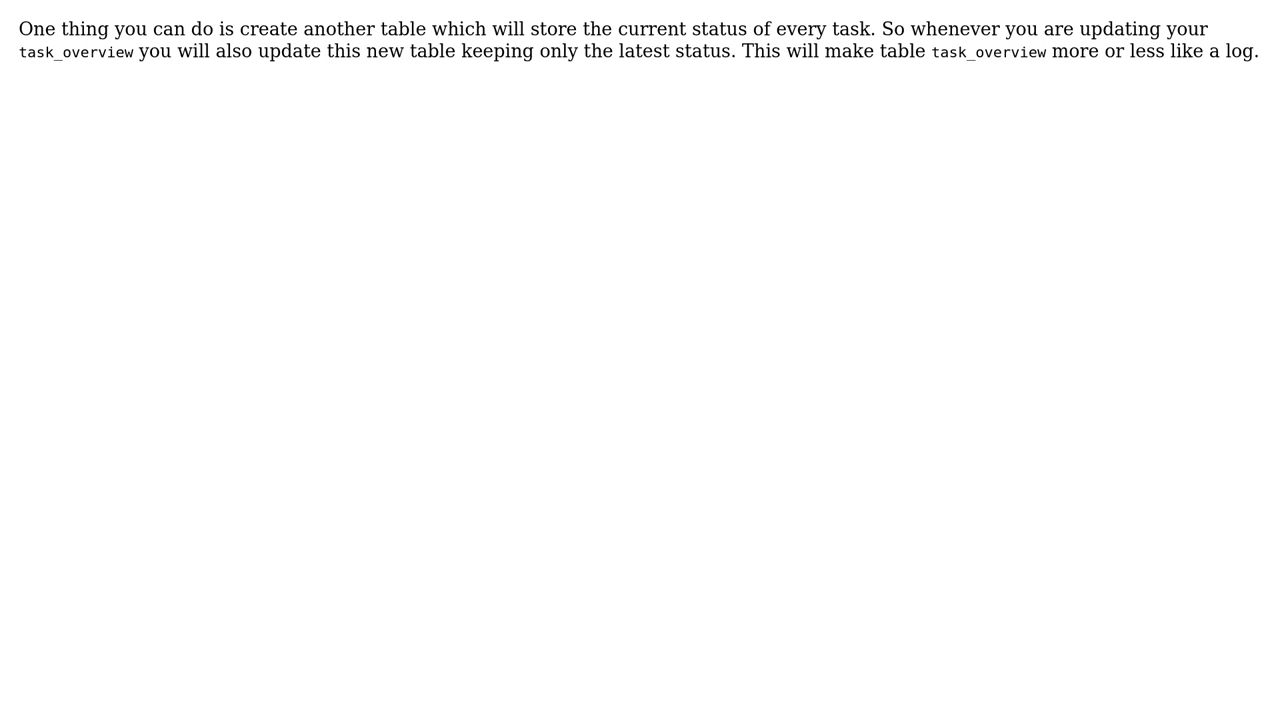 One thing you can do is create another table which will store the current status of every task. So whenever you are updating your
task_overview you will also update this new table keeping only the latest status. This will make table task_overview more or less like a log.